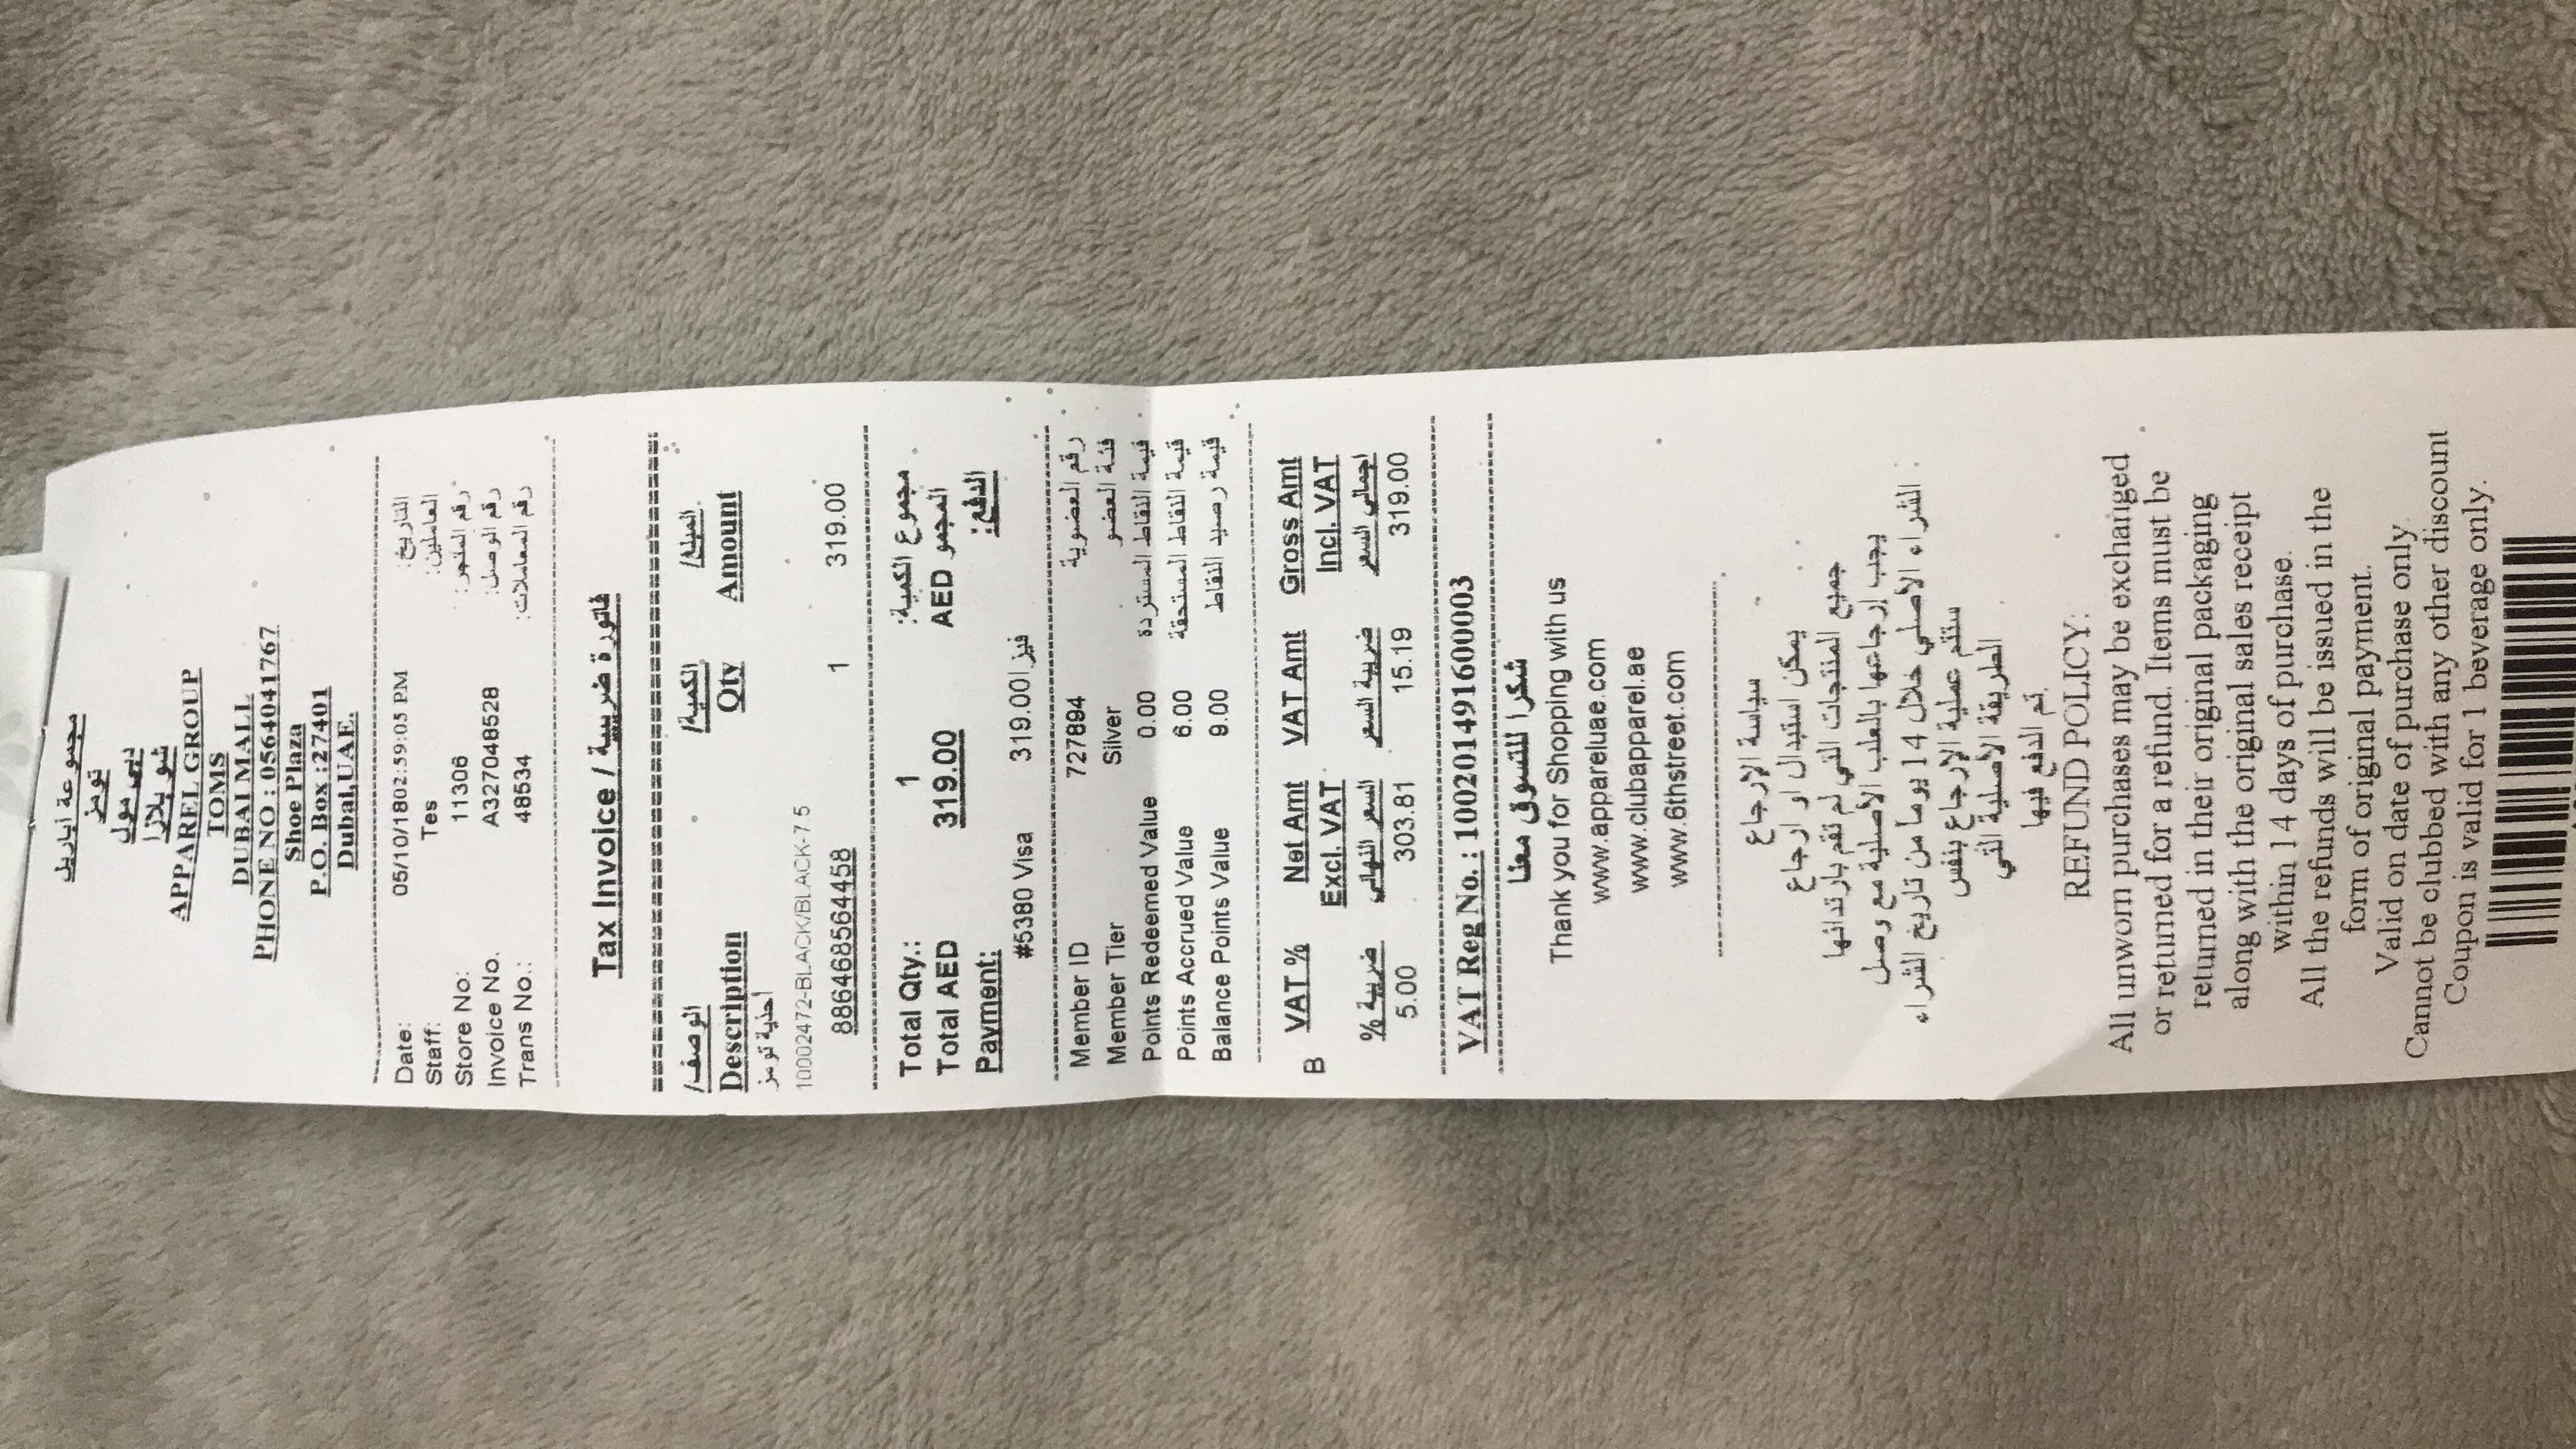 مجموعة أباريل
تومز
دبي مول
شو بلازا
APPAREL GROUP
TOMS
DUBAI MALL
PHONE NO : 0564041767
Shoe Plaza
P.O. Box :27401
Dubai,UAE.
Date: 05/10/1802:59:05 PM التاريخ:
Staff: Tes العاملين:
Store No: 11306 رقم المتجر:
Invoice No. A327048528 رقم الوصل:
Trans No.: 48534 رقم المعاملات:
Tax Invoice / فاتورة ضريبية
الوصف/ الكمية/ المبلغ/
Description Qty Amount
أحذية تومز
10002472-BLACK/BLACK-7.5
886468564458 1 319.00
Total Qty.: 1 مجموع الكمية:
Total AED 319.00 المجمو AED
Payment: الدفع:
#5380 Visa 319.00 فيزا
Member ID 727894 رقم العضوية
Member Tier Silver فئة العضو
Points Redeemed Value 0.00 قيمة النقاط المستردة
Points Accrued Value 6.00 قيمة النقاط المستحقة
Balance Points Value 9.00 قيمة رصيد النقاط
B VAT % Net Amt VAT Amt Gross Amt
Excl. VAT Incl. VAT
ضريبة % السعر النهائي ضريبة السعر اجمالي السعر
5.00 303.81 15.19 319.00
VAT Reg No. : 100201491600003
شكرا للتسوق معنا
Thank you for Shopping with us
www.appareluae.com
www.clubapparel.ae
www.6thstreet.com
سياسة الإرجاع
يمكن استبدال او ارجاع
جميع المنتجات التي لم تقم بارتدائها
يجب إرجاعها بالعلب الأصلية مع وصل
الشراء الأصلي خلال 14 يوماً من تاريخ الشراء
ستتم عملية الإرجاع بنفس
الطريقة الأصلية التي
تم الدفع فيها.
REFUND POLICY:
All unworn purchases may be exchanged
or returned for a refund. Items must be
returned in their original packaging
along with the original sales receipt
within 14 days of purchase.
All the refunds will be issued in the
form of original payment.
Valid on date of purchase only.
Cannot be clubbed with any other discount
Coupon is valid for 1 beverage only.